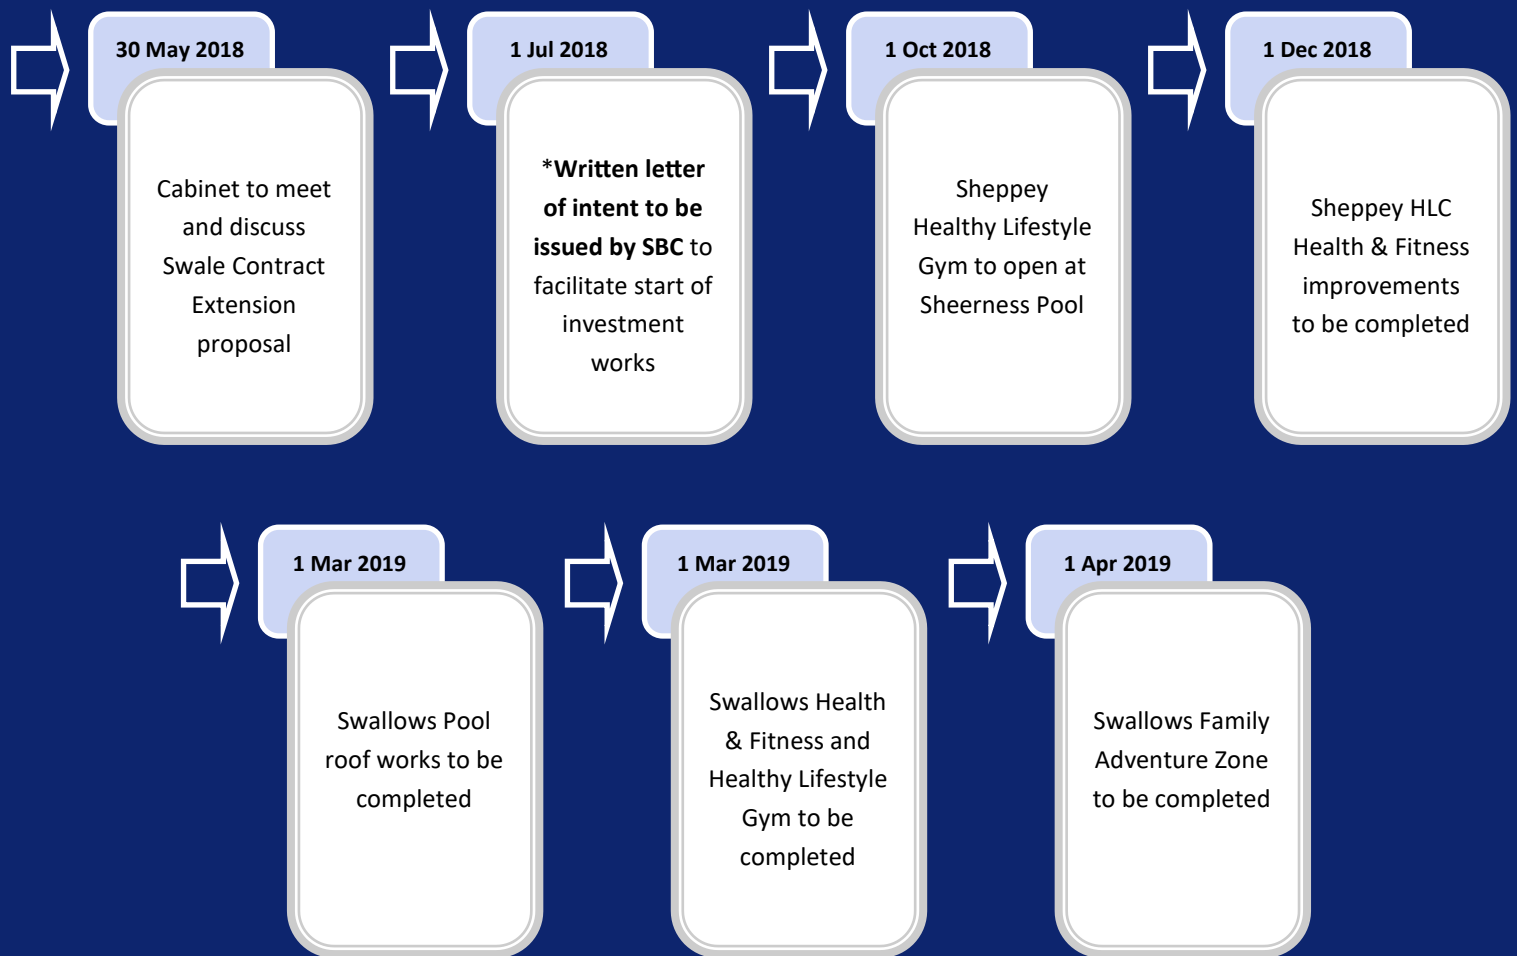 30 May 2018
Cabinet to meet
and discuss
Swale Contract
Extension
proposal
1 Jul 2018
*Written letter
of intent to be
issued by SBC to
facilitate start of
investment
works
1 Oct 2018
Sheppey
Healthy Lifestyle
Gym to open at
Sheerness Pool
1 Dec 2018
Sheppey HLC
Health & Fitness
improvements
to be completed
1 Mar 2019
Swallows Pool
roof works to be
completed
1 Mar 2019
Swallows Health
& Fitness and
Healthy Lifestyle
Gym to be
completed
1 Apr 2019
Swallows Family
Adventure Zone
to be completed